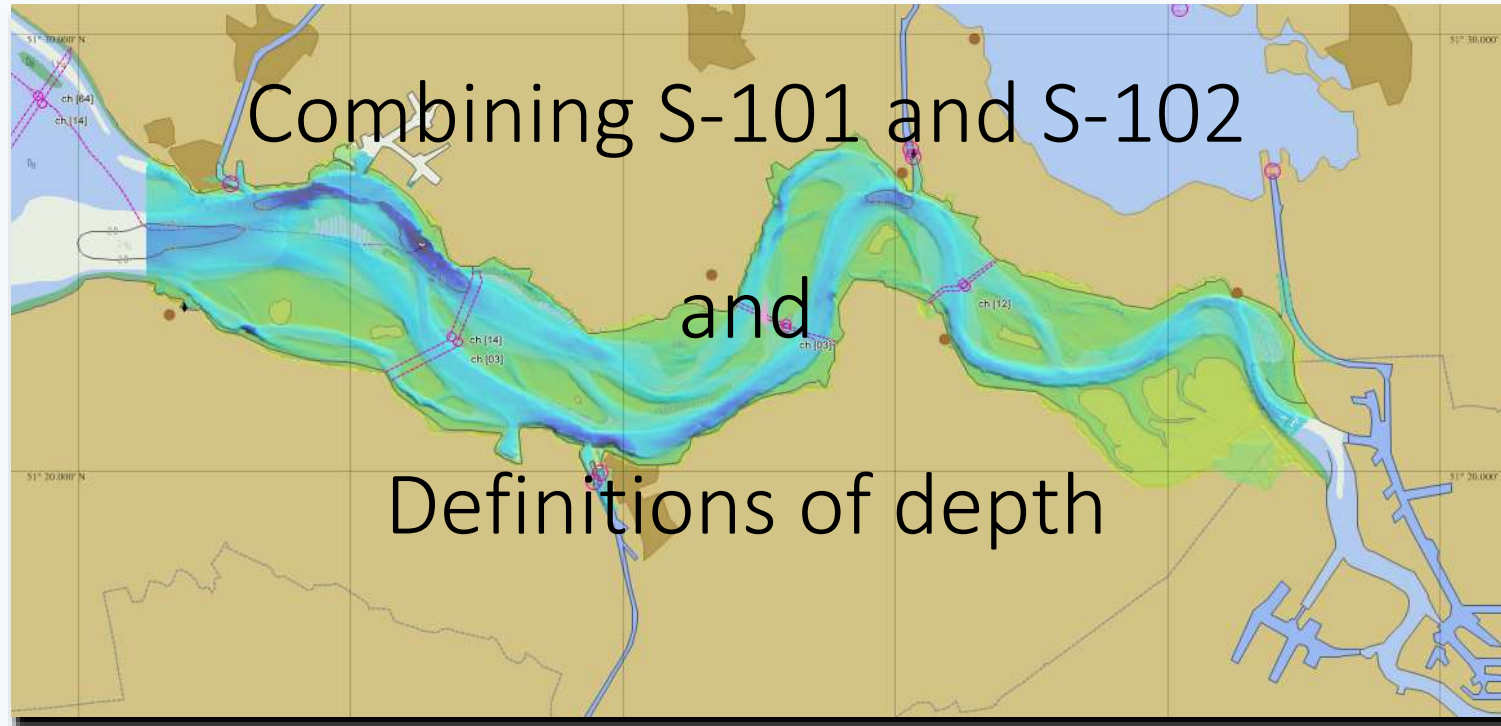 51° 30.000' N
51° 30.000'
ch [64]
ch [14]
Combining S-101 and S-102
and
ch [12]
ch [14]
ch [03]
ch [03]
51° 20.000' N
51° 20.000'
Definitions of depth